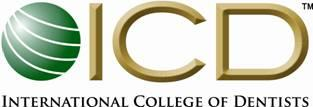 ICD™
INTERNATIONAL COLLEGE OF DENTISTS